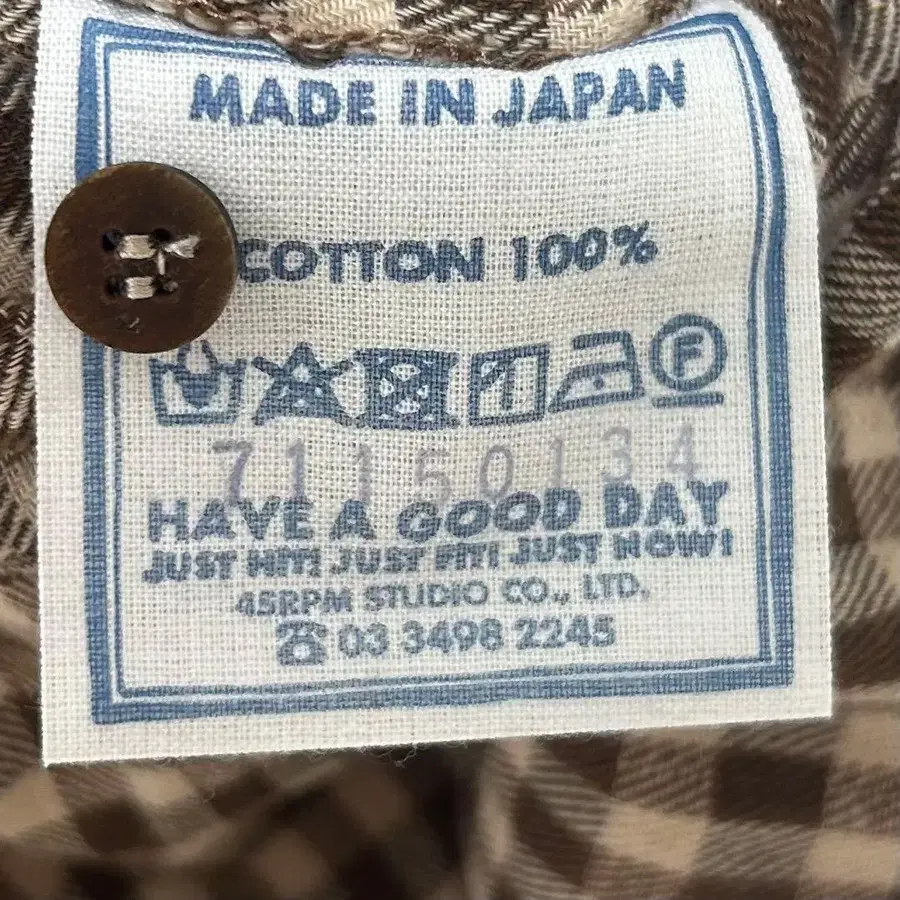 MADE IN JAPAN
COTTON 100%
F
71150134
HAVE A GOOD DAY
JUST HIT! JUST FIT! JUST NOW!
45RPM STUDIO CO., LTD.
☎ 03 3498 2245